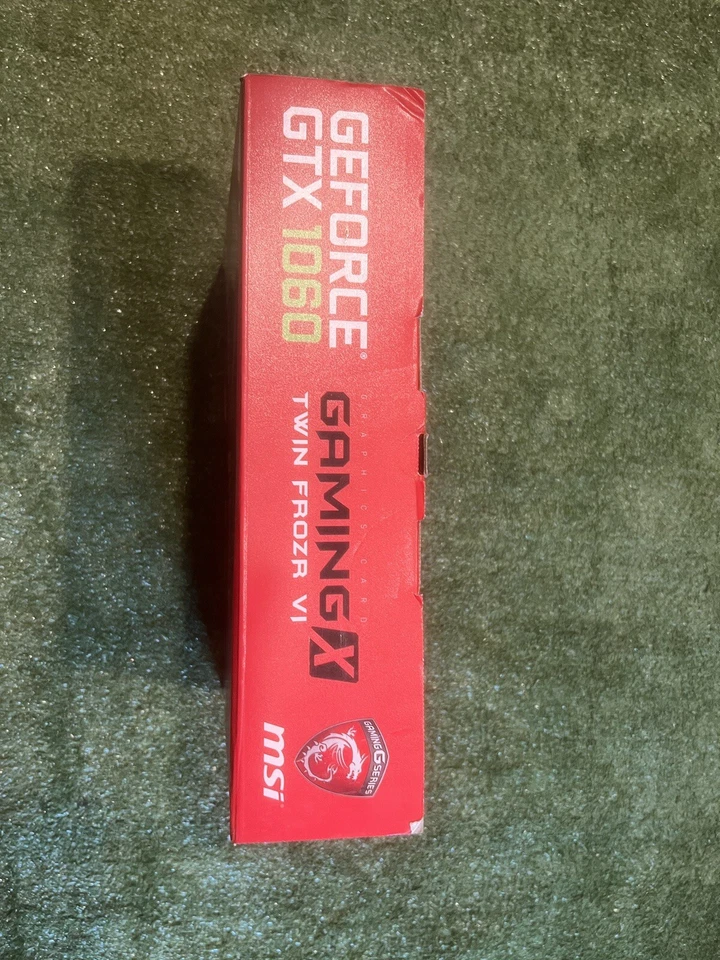 GEFORCE®
GTX 1060
GRAPHICS CARD
GAMING X
TWIN FROZR VI
GAMING G SERIES
msi